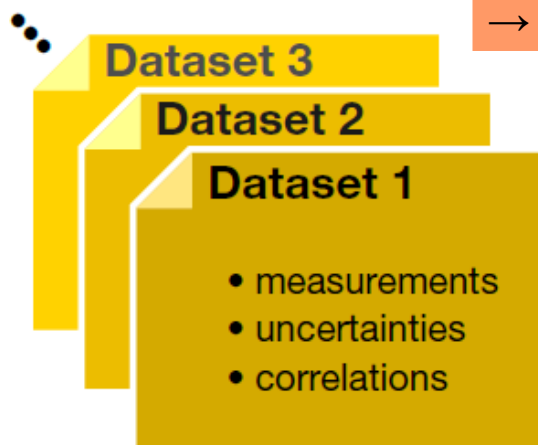 →
Dataset 3
Dataset 2
Dataset 1
• measurements
• uncertainties
• correlations